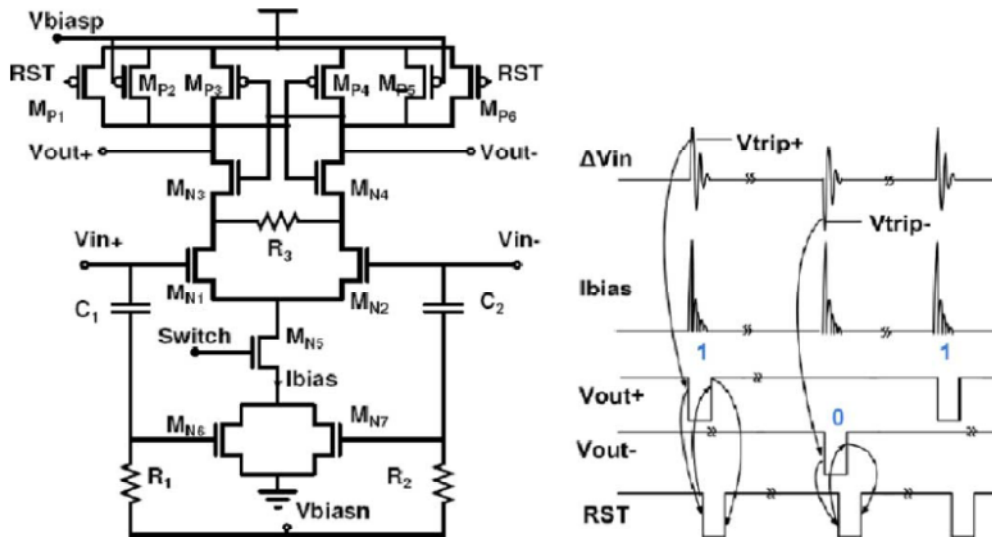 Vbiasp
RST
M_P2
M_P3
M_P4
M_P5
RST
M_P1
M_P6
Vout+
Vout-
M_N3
M_N4
R_3
Vin+
Vin-
M_N1
M_N2
C_1
C_2
Switch
M_N5
Ibias
M_N6
M_N7
R_1
R_2
Vbiasn
ΔVin
Vtrip+
Vtrip-
Ibias
1
1
Vout+
0
Vout-
RST